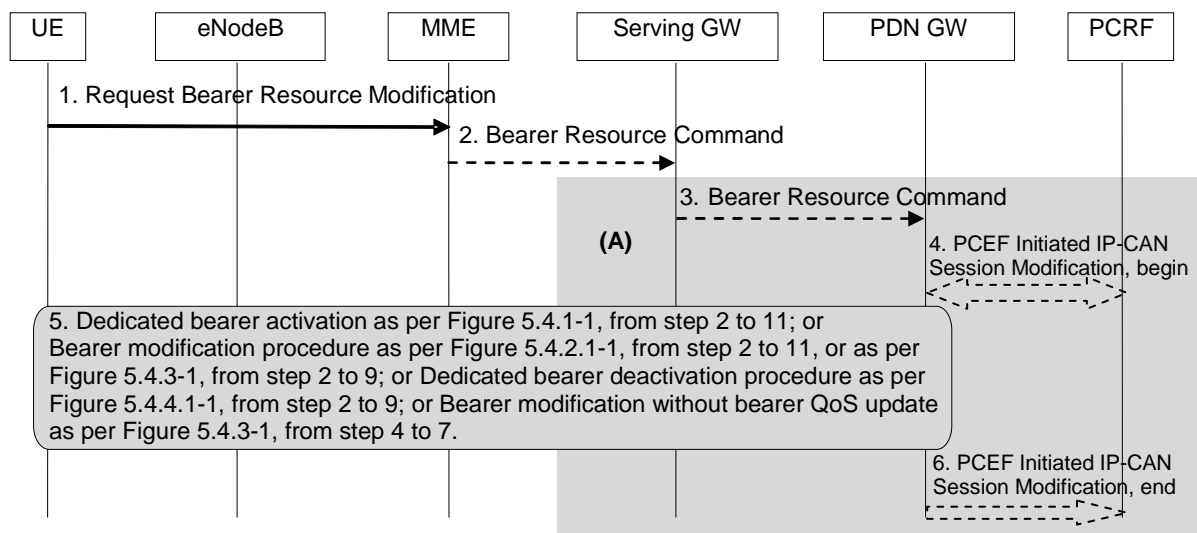 UE
eNodeB
MME
Serving GW
PDN GW
PCRF
1. Request Bearer Resource Modification
2. Bearer Resource Command
3. Bearer Resource Command
(A)
4. PCEF Initiated IP-CAN
Session Modification, begin
5. Dedicated bearer activation as per Figure 5.4.1-1, from step 2 to 11; or
Bearer modification procedure as per Figure 5.4.2.1-1, from step 2 to 11, or as per
Figure 5.4.3-1, from step 2 to 9; or Dedicated bearer deactivation procedure as per
Figure 5.4.4.1-1, from step 2 to 9; or Bearer modification without bearer QoS update
as per Figure 5.4.3-1, from step 4 to 7.
6. PCEF Initiated IP-CAN
Session Modification, end